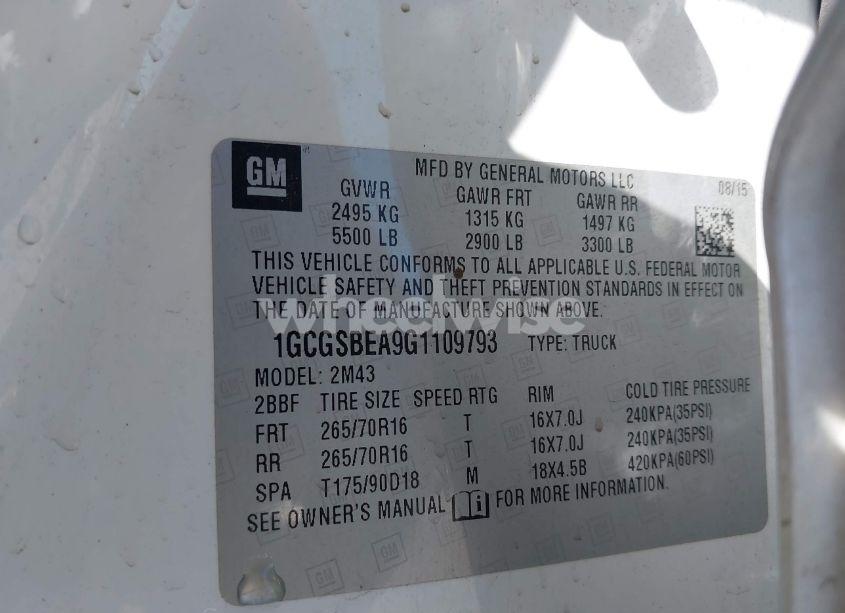 GM
MFD BY GENERAL MOTORS LLC
08/15
GVWR GAWR FRT GAWR RR
2495 KG 1315 KG 1497 KG
5500 LB 2900 LB 3300 LB
THIS VEHICLE CONFORMS TO ALL APPLICABLE U.S. FEDERAL MOTOR
VEHICLE SAFETY AND THEFT PREVENTION STANDARDS IN EFFECT ON
THE DATE OF MANUFACTURE SHOWN ABOVE.
wheelwise
1GCGSBEA9G1109793 TYPE: TRUCK
MODEL: 2M43
2BBF TIRE SIZE SPEED RTG RIM COLD TIRE PRESSURE
FRT 265/70R16 T 16X7.0J 240KPA(35PSI)
RR 265/70R16 T 16X7.0J 240KPA(35PSI)
SPA T175/90D18 M 18X4.5B 420KPA(60PSI)
SEE OWNER'S MANUAL i FOR MORE INFORMATION.